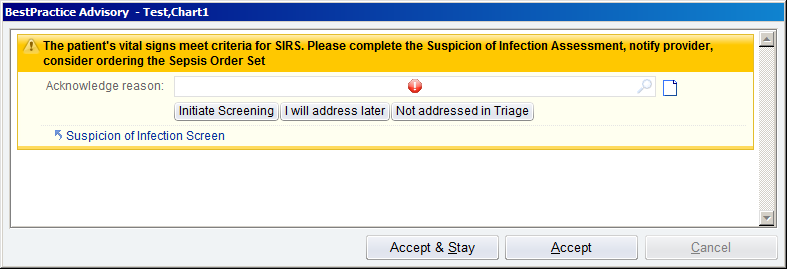 BestPractice Advisory - Test,Chart1
The patient's vital signs meet criteria for SIRS. Please complete the Suspicion of Infection Assessment, notify provider,
consider ordering the Sepsis Order Set
Acknowledge reason:
Initiate Screening I will address later Not addressed in Triage
Suspicion of Infection Screen
Accept & Stay Accept Cancel